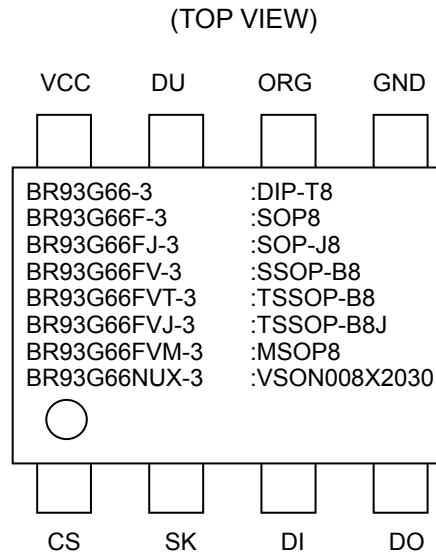 (TOP VIEW)
VCC DU ORG GND
BR93G66-3 :DIP-T8
BR93G66F-3 :SOP8
BR93G66FJ-3 :SOP-J8
BR93G66FV-3 :SSOP-B8
BR93G66FVT-3 :TSSOP-B8
BR93G66FVJ-3 :TSSOP-B8J
BR93G66FVM-3 :MSOP8
BR93G66NUX-3 :VSON008X2030
CS SK DI DO